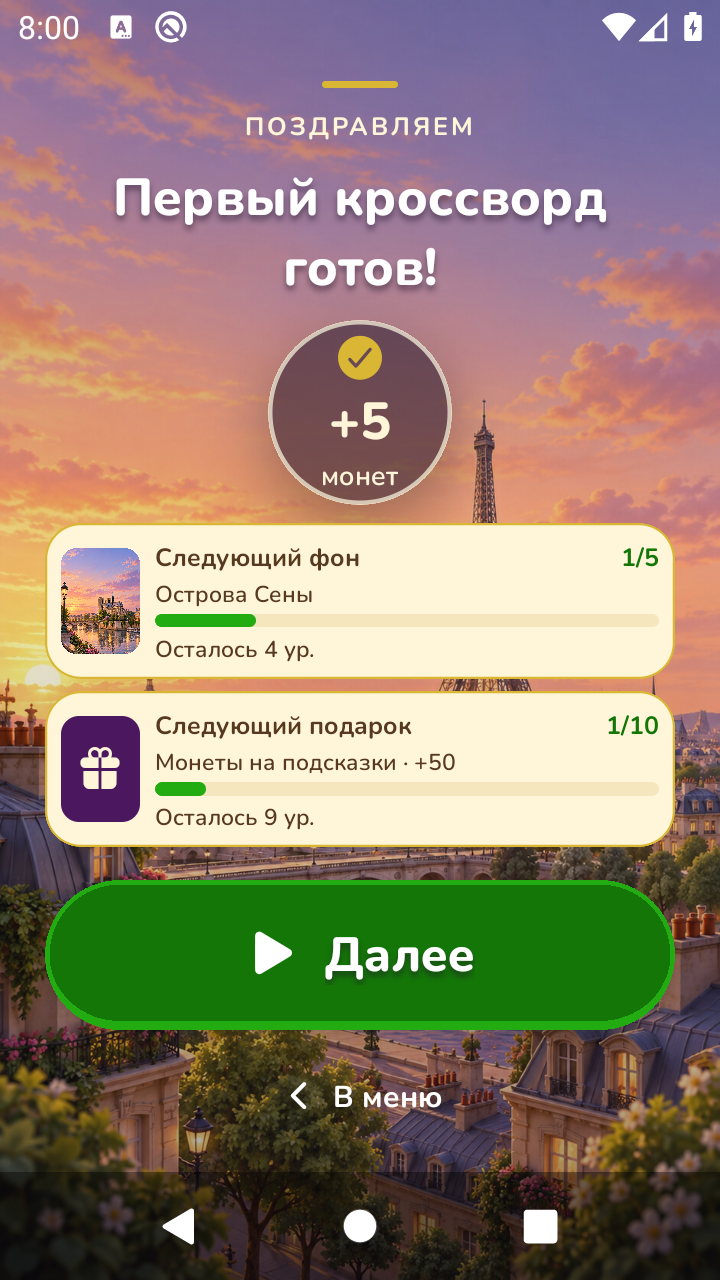 8:00
ПОЗДРАВЛЯЕМ
Первый кроссворд
готов!
+5
монет
Следующий фон 1/5
Острова Сены
Осталось 4 ур.
Следующий подарок 1/10
Монеты на подсказки · +50
Осталось 9 ур.
Далее
В меню